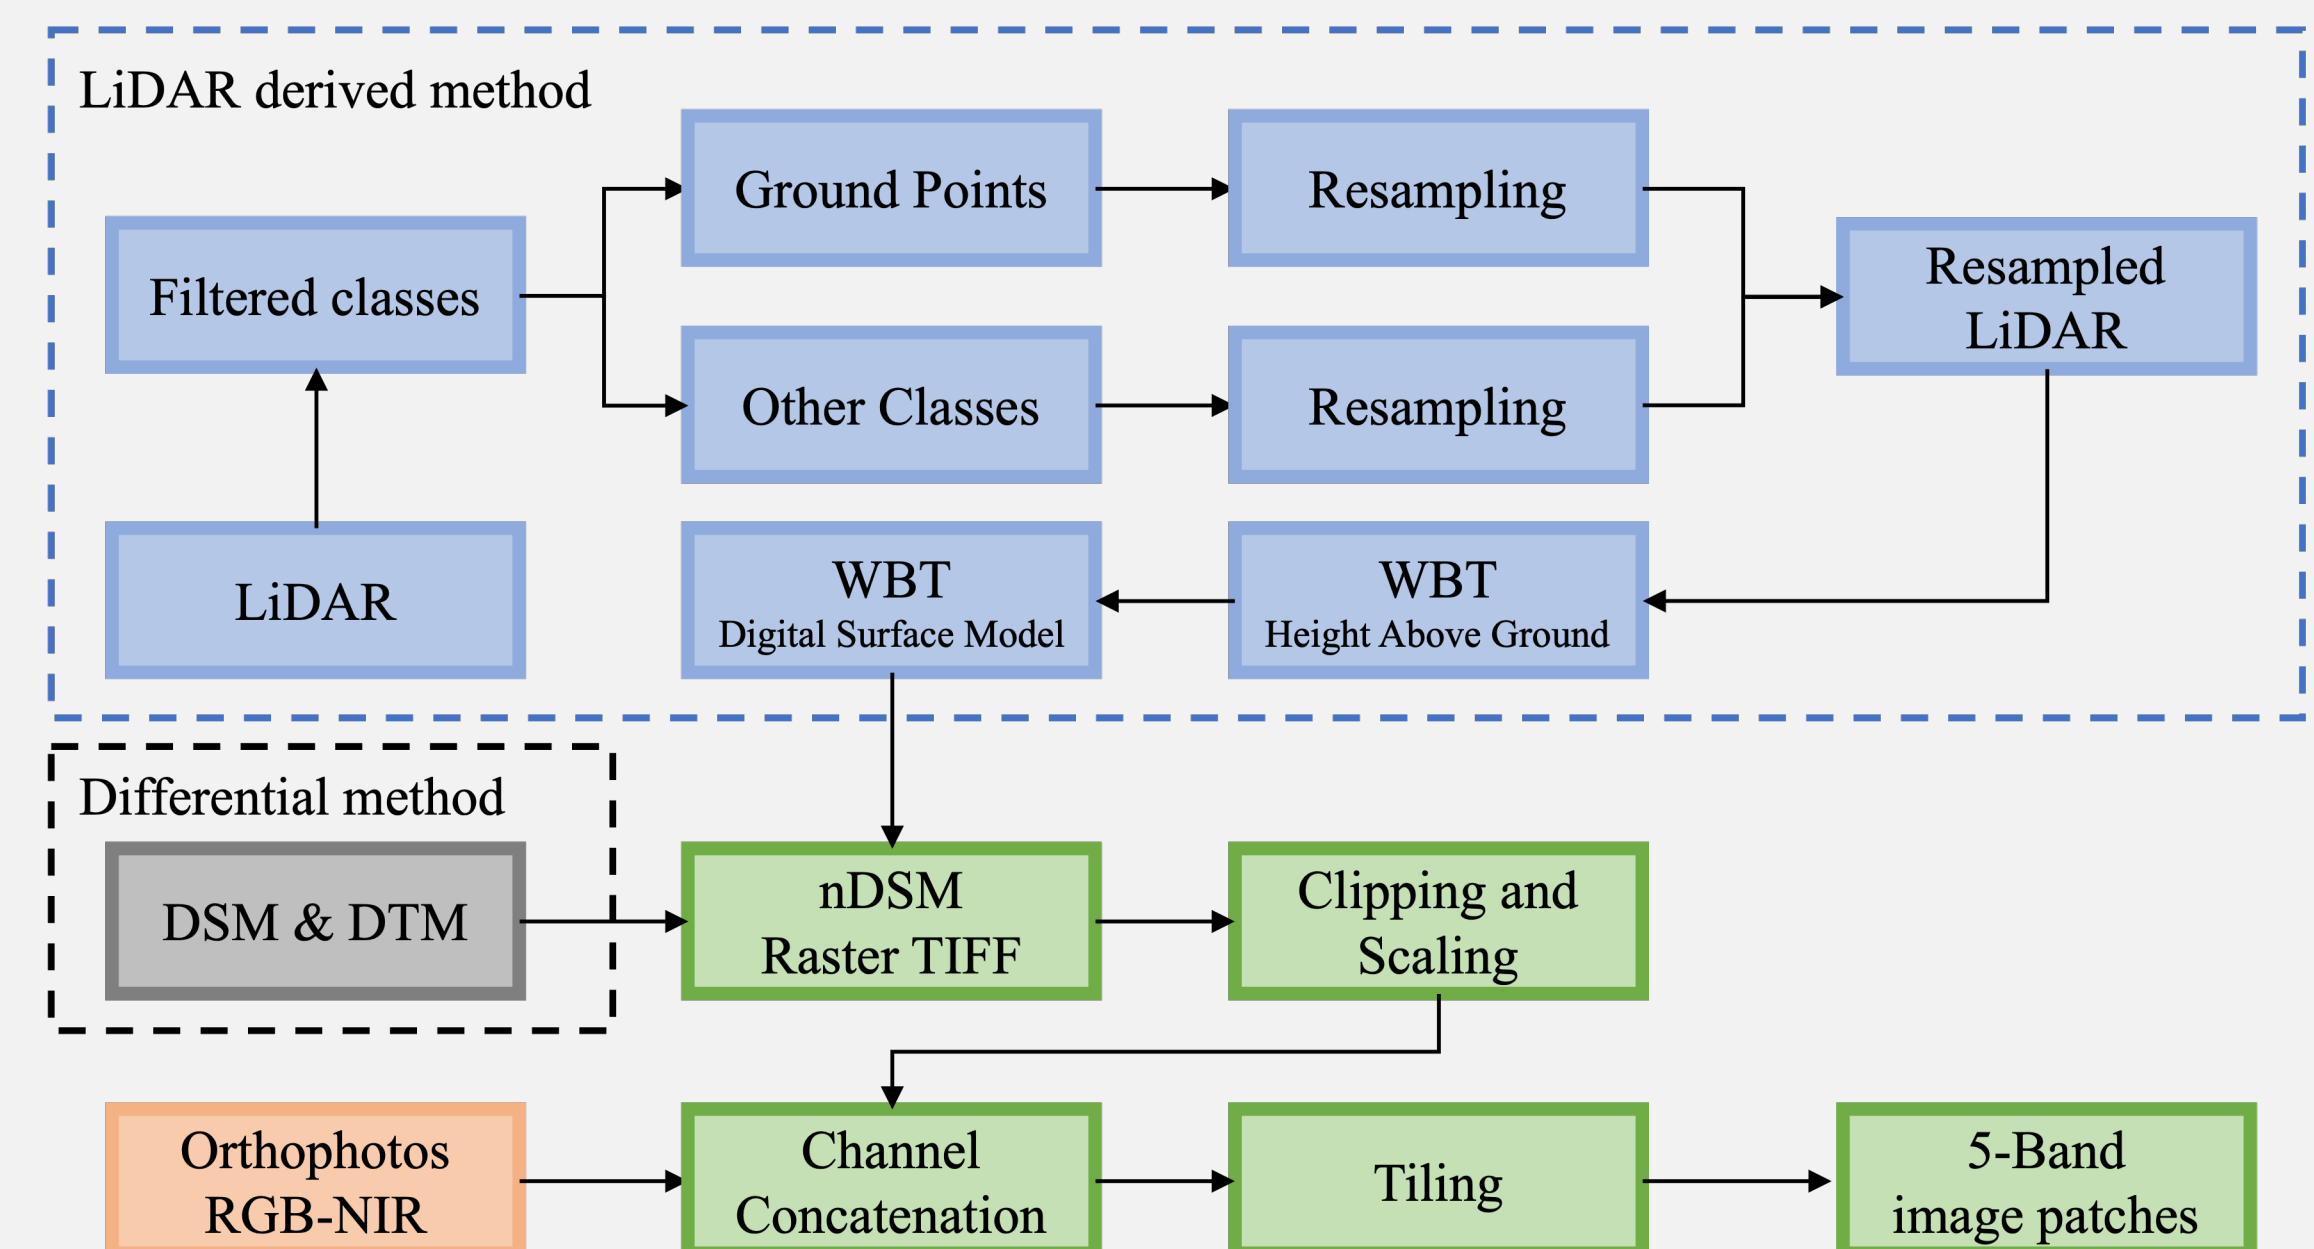 LiDAR derived method
Ground Points
Resampling
Filtered classes
Resampled
LiDAR
Other Classes
Resampling
LiDAR
WBT
Digital Surface Model
WBT
Height Above Ground
Differential method
DSM & DTM
nDSM
Raster TIFF
Clipping and
Scaling
Orthophotos
RGB-NIR
Channel
Concatenation
Tiling
5-Band
image patches